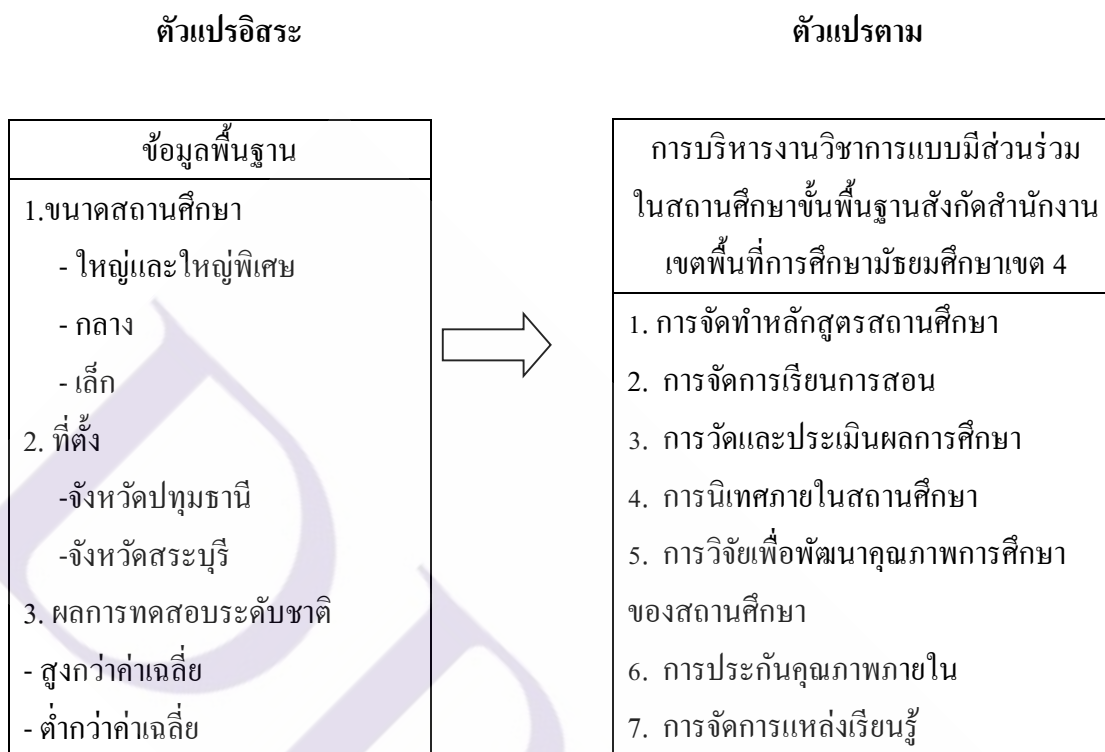 ตัวแปรอิสระ
ตัวแปรตาม
ข้อมูลพื้นฐาน
1.ขนาดสถานศึกษา
- ใหญ่และใหญ่พิเศษ
- กลาง
- เล็ก
2. ที่ตั้ง
-จังหวัดปทุมธานี
-จังหวัดสระบุรี
3. ผลการทดสอบระดับชาติ
- สูงกว่าค่าเฉลี่ย
- ต่ำกว่าค่าเฉลี่ย
การบริหารงานวิชาการแบบมีส่วนร่วม
ในสถานศึกษาขั้นพื้นฐานสังกัดสำนักงาน
เขตพื้นที่การศึกษามัธยมศึกษาเขต 4
1. การจัดทำหลักสูตรสถานศึกษา
2. การจัดการเรียนการสอน
3. การวัดและประเมินผลการศึกษา
4. การนิเทศภายในสถานศึกษา
5. การวิจัยเพื่อพัฒนาคุณภาพการศึกษา
ของสถานศึกษา
6. การประกันคุณภาพภายใน
7. การจัดการแหล่งเรียนรู้